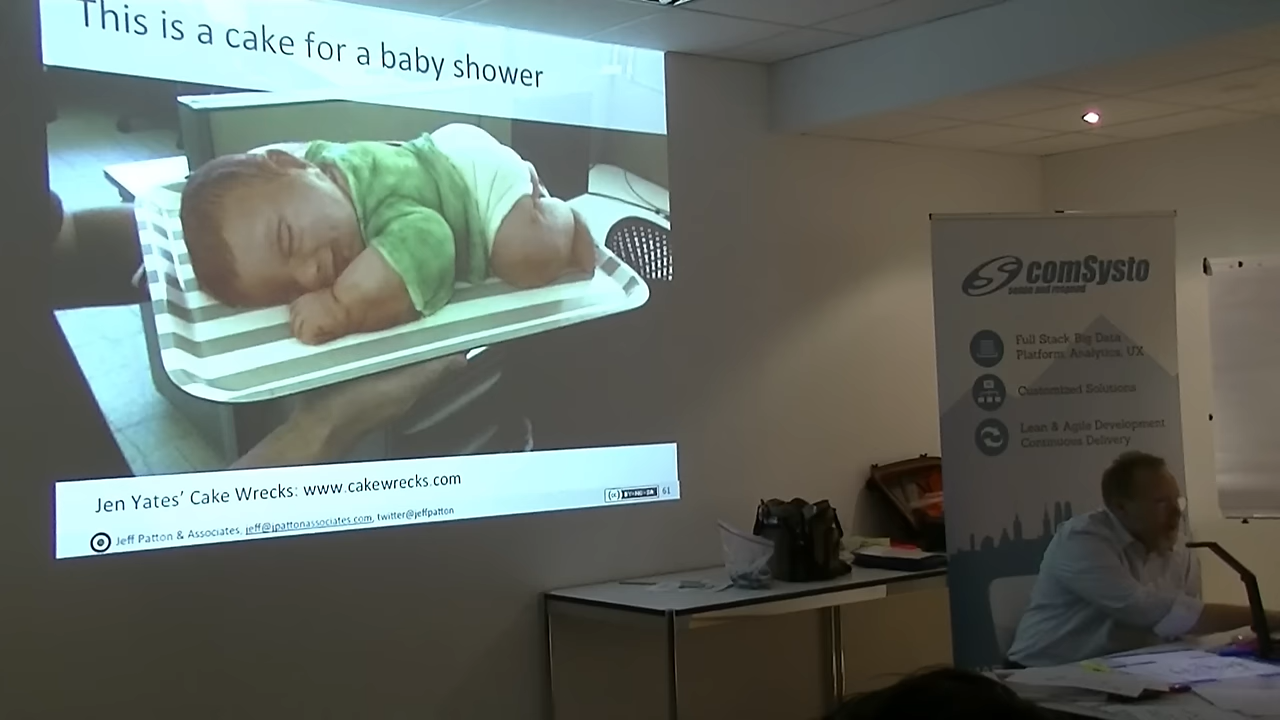 This is a cake for a baby shower
Jen Yates' Cake Wrecks: www.cakewrecks.com
Jeff Patton & Associates, jeff@jpattonassociates.com, twitter@jeffpatton
61
comSysto
sense and respond
Full Stack Big Data
Platform, Analytics, UX
Customized Solutions
Lean & Agile Development
Continuous Delivery